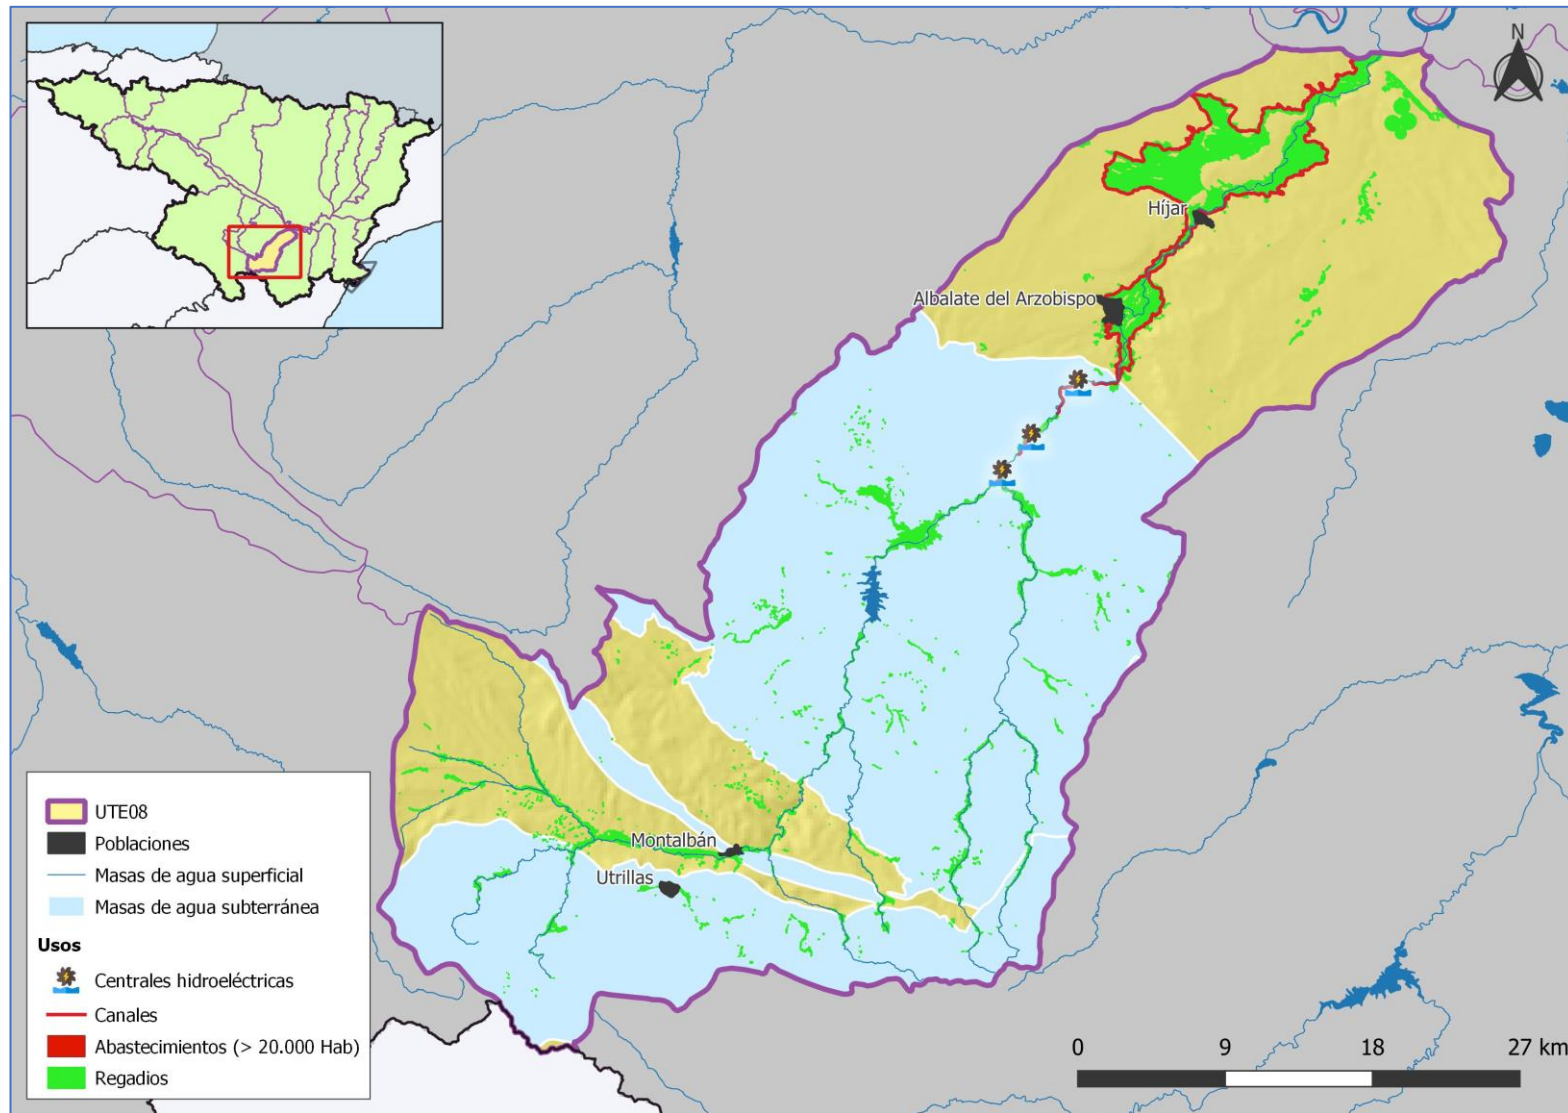 N
Híjar
Albalate del Arzobispo
Montalbán
Utrillas
UTE08
Poblaciones
Masas de agua superficial
Masas de agua subterránea
Usos
Centrales hidroeléctricas
Canales
Abastecimientos (> 20.000 Hab)
Regadios
0 9 18 27 km